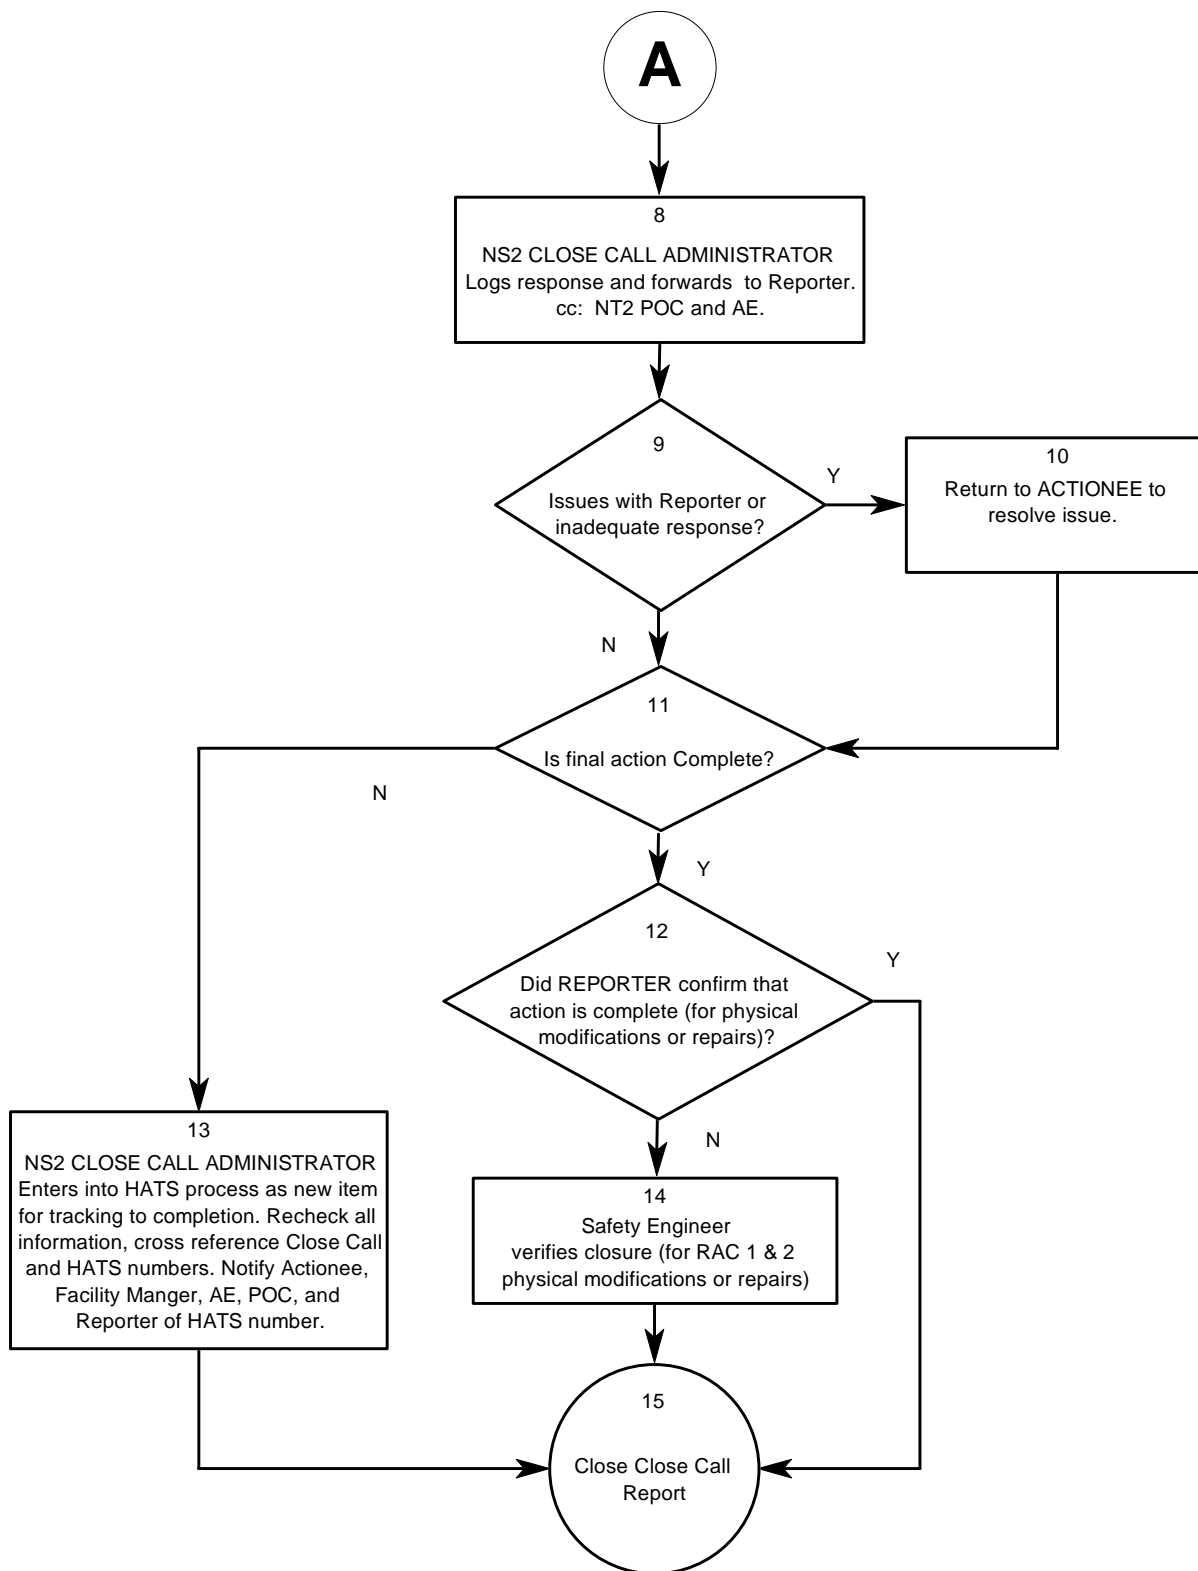 A
8
NS2 CLOSE CALL ADMINISTRATOR
Logs response and forwards  to Reporter.
cc:  NT2 POC and AE.
9
Issues with Reporter or
inadequate response?
Y
10
Return to ACTIONEE to
resolve issue.
N
11
Is final action Complete?
N
Y
12
Did REPORTER confirm that
action is complete (for physical
modifications or repairs)?
Y
N
13
NS2 CLOSE CALL ADMINISTRATOR
Enters into HATS process as new item
for tracking to completion. Recheck all
information, cross reference Close Call
and HATS numbers. Notify Actionee,
Facility Manger, AE, POC, and
Reporter of HATS number.
14
Safety Engineer
verifies closure (for RAC 1 & 2
physical modifications or repairs)
15
Close Close Call
Report